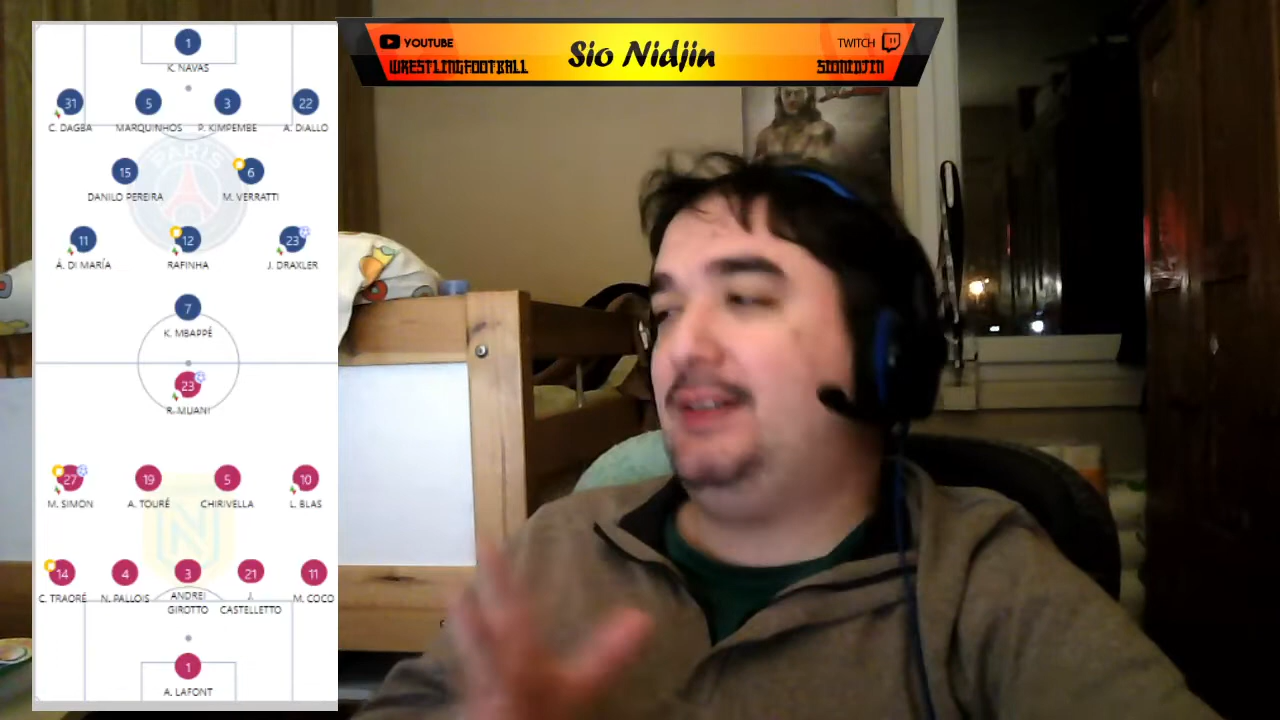 YOUTUBE
WRESTLINGFOOTBALL
Sio Nidjin
TWITCH
SIONIDJIN
1
K. NAVAS
31 5 3 22
C. DAGBA MARQUINHOS P. KIMPEMBE A. DIALLO
PARIS
15 6
DANILO PEREIRA M. VERRATTI
11 12 23
Á. DI MARÍA RAFINHA J. DRAXLER
7
K. MBAPPÉ
23
R. MUANI
27 19 5 10
M. SIMON A. TOURÉ CHIRIVELLA L. BLAS
N
14 4 3 21 11
C. TRAORÉ N. PALLOIS ANDREI GIROTTO J. CASTELLETTO M. COCO
1
A. LAFONT